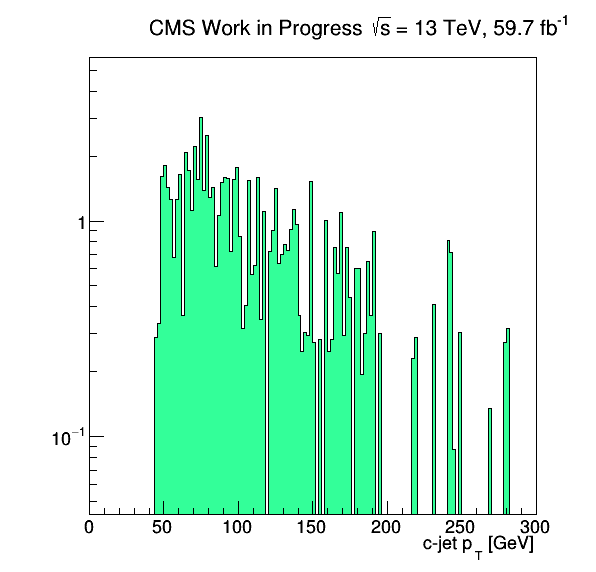 CMS Work in Progress √s = 13 TeV, 59.7 fb⁻¹
1
10⁻¹
0 50 100 150 200 250 300
c-jet p_T [GeV]